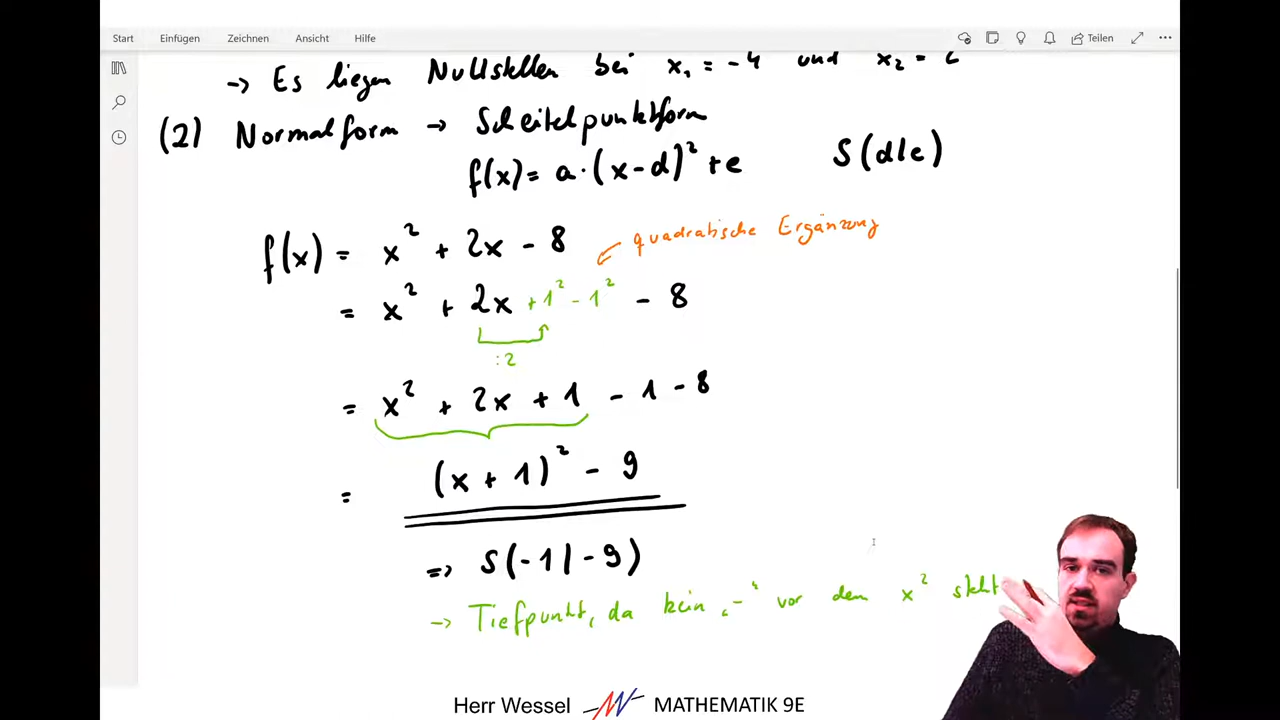 Start Einfügen Zeichnen Ansicht Hilfe Teilen
→ Es liegen Nullstellen bei x₁ = -4 und x₂ = 2
(2) Normalform → Scheitelpunktform
f(x) = a·(x-d)² + e S(d|e)
f(x) = x² + 2x - 8 quadratische Ergänzung
= x² + 2x +1² -1² - 8
:2
= x² + 2x + 1 - 1 - 8
= (x + 1)² - 9
=> S(-1|-9)
→ Tiefpunkt, da kein „-“ vor dem x² steht
Herr Wessel MATHEMATIK 9E